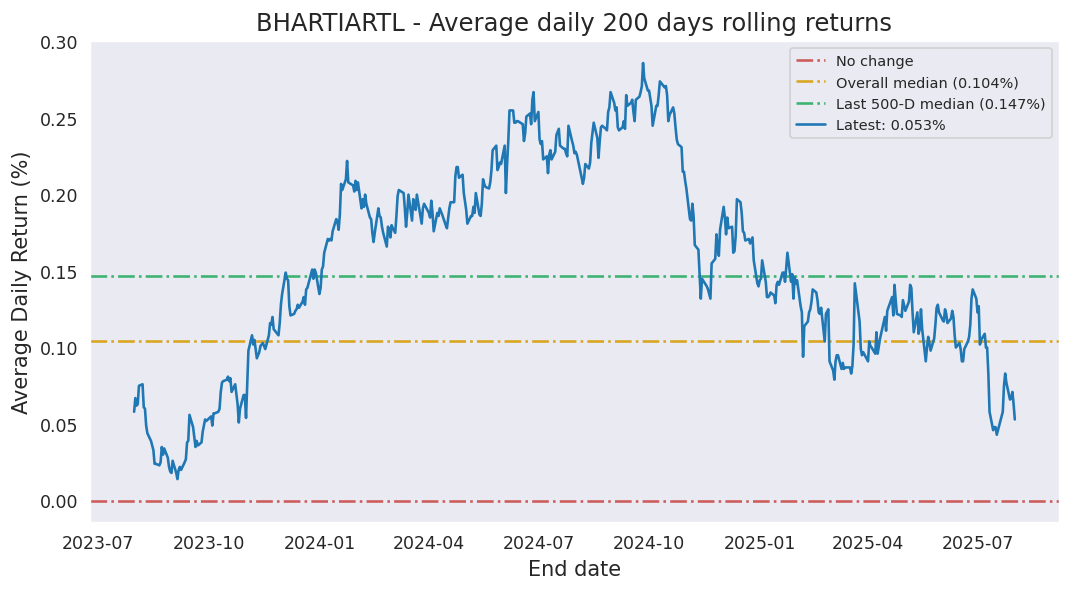 BHARTIARTL - Average daily 200 days rolling returns
0.30
0.25
0.20
0.15
0.10
0.05
0.00
Average Daily Return (%)
No change
Overall median (0.104%)
Last 500-D median (0.147%)
Latest: 0.053%
2023-07 2023-10 2024-01 2024-04 2024-07 2024-10 2025-01 2025-04 2025-07
End date